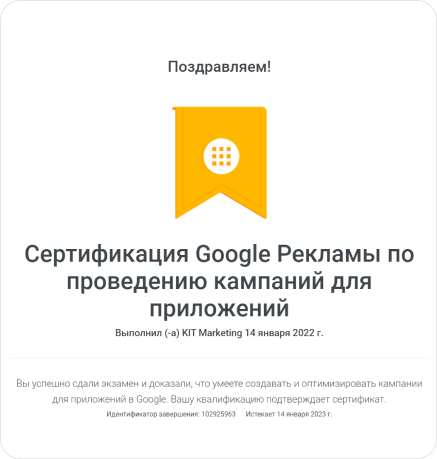 Поздравляем!
Сертификация Google Рекламы по
проведению кампаний для
приложений
Выполнил (-а) KIT Marketing 14 января 2022 г.
Вы успешно сдали экзамен и доказали, что умеете создавать и оптимизировать кампании
для приложений в Google. Вашу квалификацию подтверждает сертификат.
Идентификатор завершения: 102925963 Истекает 14 января 2023 г.